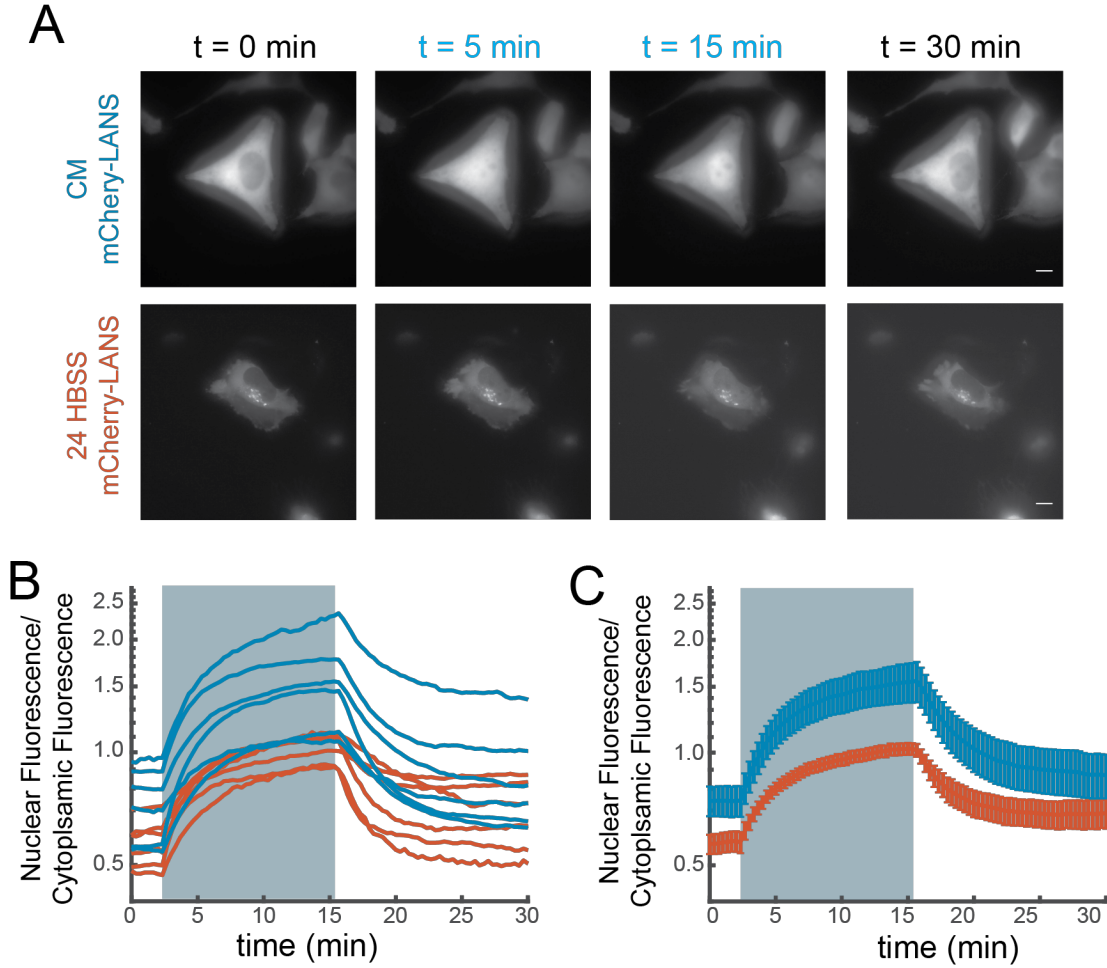 A
t = 0 min
t = 5 min
t = 15 min
t = 30 min
CM
mChery-LANS
24 HBSS
mCherry-LANS
B
Nuclear Fluorescence/
Cytoplsamic Fluorescence
2.5
2.0
1.5
1.0
0.5
0 5 10 15 20 25 30
time (min)
C
Nuclear Fluorescence/
Cytoplsamic Fluorescence
2.5
2.0
1.5
1.0
0.5
0 5 10 15 20 25 30
time (min)